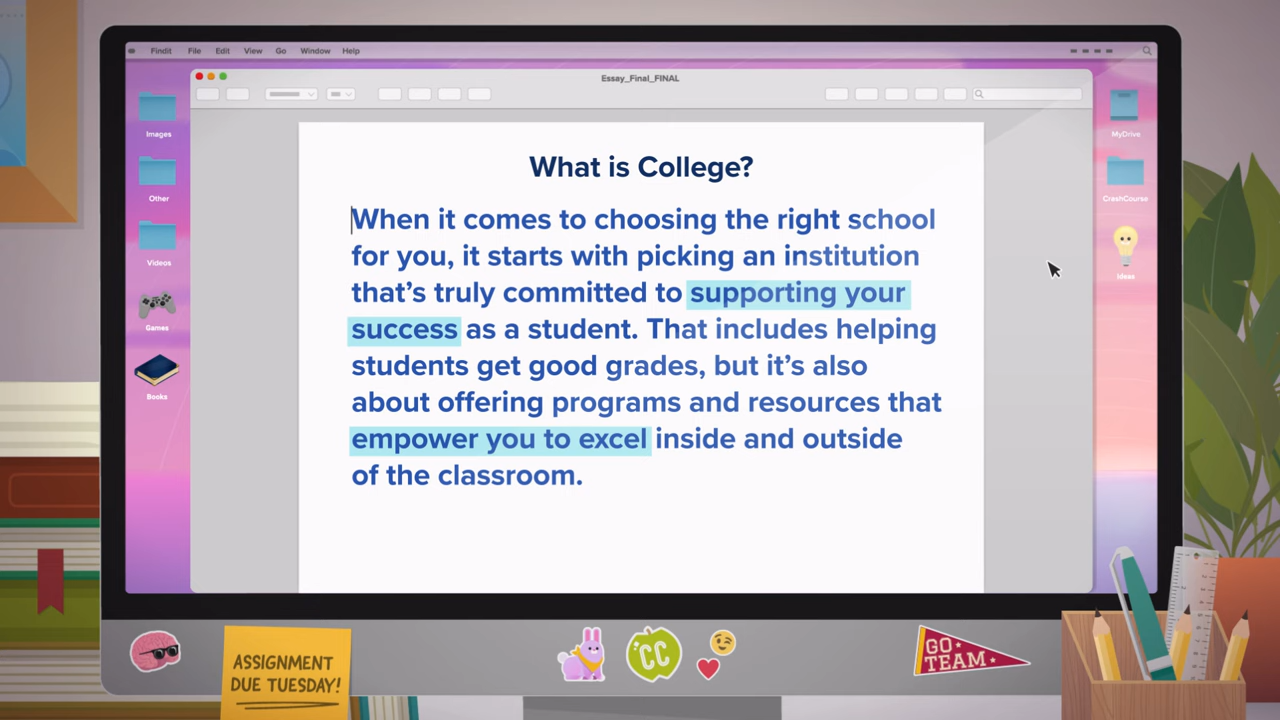 Findit File Edit View Go Window Help
Essay_Final_FINAL
Images
Other
Videos
Games
Books
MyDrive
CrashCourse
Ideas
What is College?
When it comes to choosing the right school
for you, it starts with picking an institution
that's truly committed to supporting your
success as a student. That includes helping
students get good grades, but it's also
about offering programs and resources that
empower you to excel inside and outside
of the classroom.
ASSIGNMENT
DUE TUESDAY!
CC
GO
TEAM